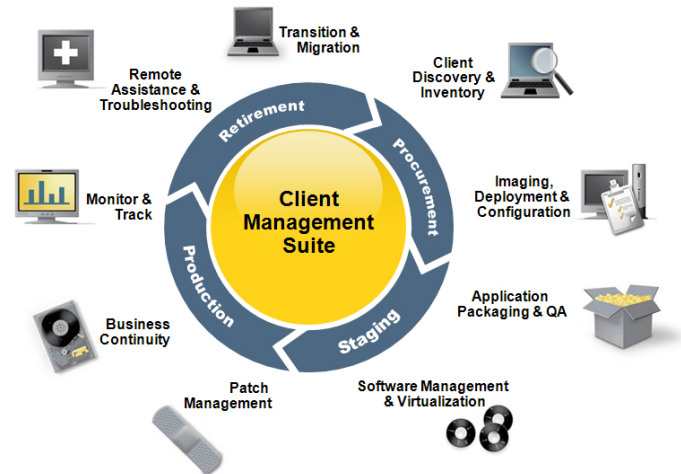 Transition &
Migration
Client
Discovery &
Inventory
Remote
Assistance &
Troubleshooting
Retirement
Procurement
Imaging,
Deployment &
Configuration
Monitor &
Track
Client
Management
Suite
Production
Staging
Application
Packaging & QA
Business
Continuity
Patch
Management
Software Management
& Virtualization